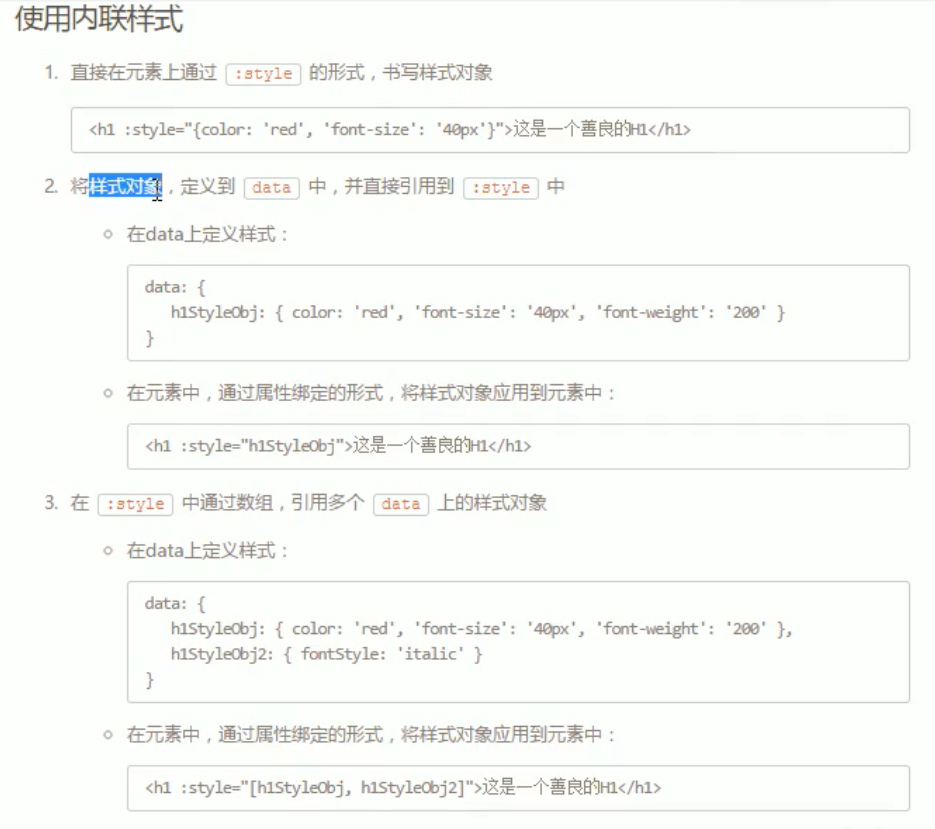 使用内联样式
1. 直接在元素上通过 :style 的形式，书写样式对象
<h1 :style="{color: 'red', 'font-size': '40px'}">这是一个善良的H1</h1>
2. 将样式对象，定义到 data 中，并直接引用到 :style 中
○ 在data上定义样式：
data: {
h1StyleObj: { color: 'red', 'font-size': '40px', 'font-weight': '200' }
}
○ 在元素中，通过属性绑定的形式，将样式对象应用到元素中：
<h1 :style="h1StyleObj">这是一个善良的H1</h1>
3. 在 :style 中通过数组，引用多个 data 上的样式对象
○ 在data上定义样式：
data: {
h1StyleObj: { color: 'red', 'font-size': '40px', 'font-weight': '200' },
h1StyleObj2: { fontStyle: 'italic' }
}
○ 在元素中，通过属性绑定的形式，将样式对象应用到元素中：
<h1 :style="[h1StyleObj, h1StyleObj2]">这是一个善良的H1</h1>